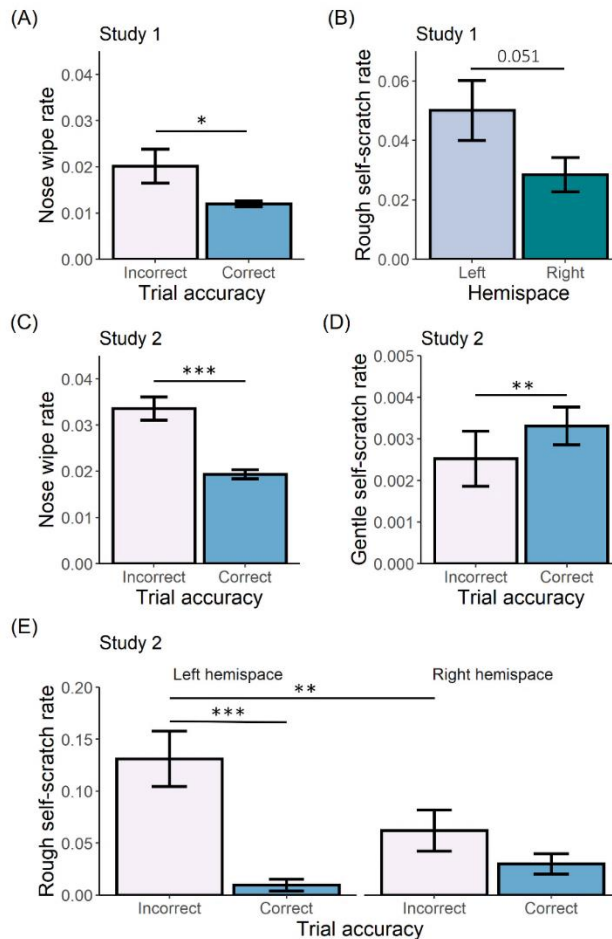 (A)
Study 1
Nose wipe rate
0.04
0.03
0.02
0.01
0.00
*
Incorrect Correct
Trial accuracy
(B)
Study 1
Rough self-scratch rate
0.06
0.04
0.02
0.00
0.051
Left Right
Hemispace
(C)
Study 2
Nose wipe rate
0.04
0.03
0.02
0.01
0.00
***
Incorrect Correct
Trial accuracy
(D)
Study 2
Gentle self-scratch rate
0.005
0.004
0.003
0.002
0.001
0.000
**
Incorrect Correct
Trial accuracy
(E)
Study 2
Left hemispace Right hemispace
Rough self-scratch rate
0.20
0.15
0.10
0.05
0.00
**
***
Incorrect Correct Incorrect Correct
Trial accuracy